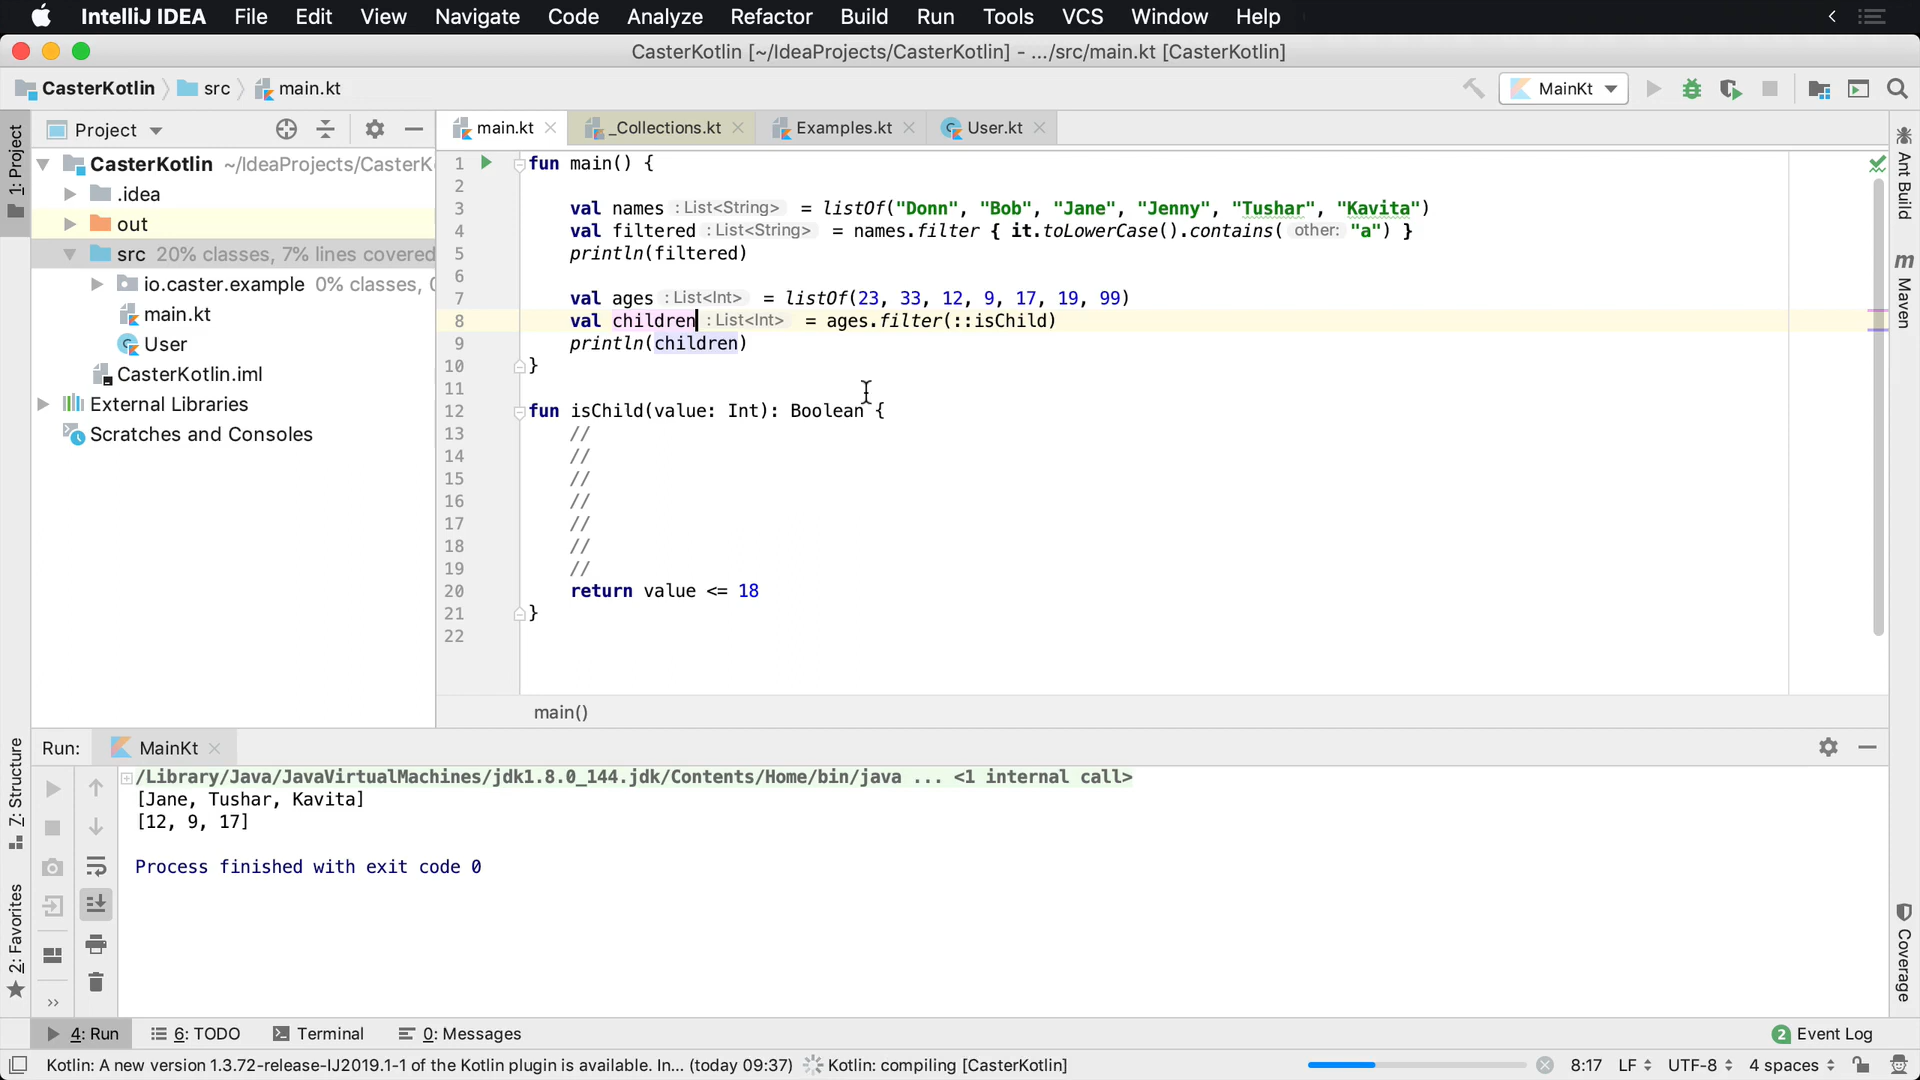 IntelliJ IDEA File Edit View Navigate Code Analyze Refactor Build Run Tools VCS Window Help
CasterKotlin [~/IdeaProjects/CasterKotlin] - .../src/main.kt [CasterKotlin]
CasterKotlin src main.kt MainKt
1: Project
Project
CasterKotlin ~/IdeaProjects/CasterK
.idea
out
src 20% classes, 7% lines covered
io.caster.example 0% classes, 0
main.kt
User
CasterKotlin.iml
External Libraries
Scratches and Consoles
main.kt _Collections.kt Examples.kt User.kt
1 fun main() {
2
3 val names : List<String> = listOf("Donn", "Bob", "Jane", "Jenny", "Tushar", "Kavita")
4 val filtered : List<String> = names.filter { it.toLowerCase().contains( other: "a") }
5 println(filtered)
6
7 val ages : List<Int> = listOf(23, 33, 12, 9, 17, 19, 99)
8 val children : List<Int> = ages.filter(::isChild)
9 println(children)
10 }
11
12 fun isChild(value: Int): Boolean {
13 //
14 //
15 //
16 //
17 //
18 //
19 //
20 return value <= 18
21 }
22
main()
Ant Build
m Maven
Run: MainKt
/Library/Java/JavaVirtualMachines/jdk1.8.0_144.jdk/Contents/Home/bin/java ... <1 internal call>
[Jane, Tushar, Kavita]
[12, 9, 17]
Process finished with exit code 0
Z: Structure
2: Favorites
Coverage
4: Run 6: TODO Terminal 0: Messages 2 Event Log
Kotlin: A new version 1.3.72-release-IJ2019.1-1 of the Kotlin plugin is available. In... (today 09:37) Kotlin: compiling [CasterKotlin] 8:17 LF UTF-8 4 spaces